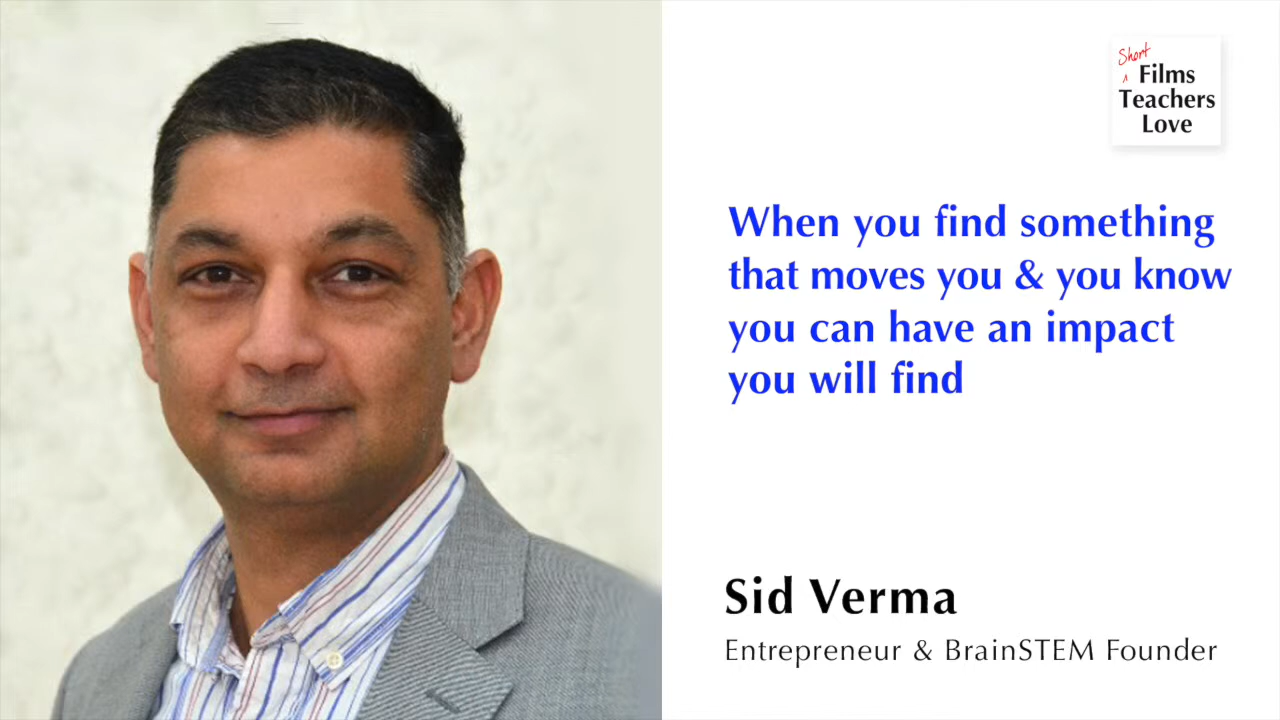 Short
Films
Teachers
Love
When you find something
that moves you & you know
you can have an impact
you will find
Sid Verma
Entrepreneur & BrainSTEM Founder